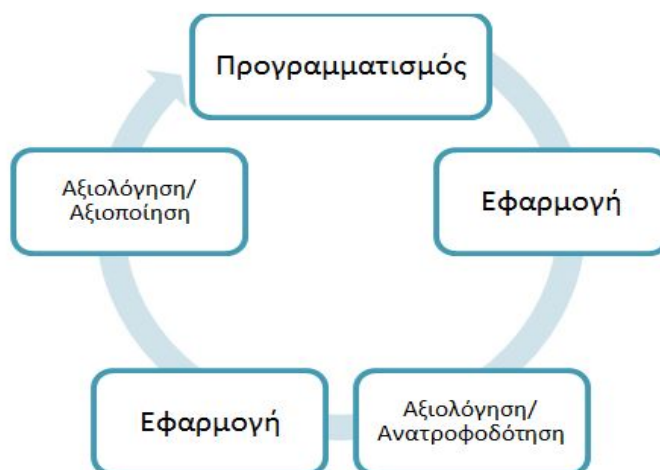 Προγραμματισμός
Εφαρμογή
Αξιολόγηση/
Ανατροφοδότηση
Εφαρμογή
Αξιολόγηση/
Αξιοποίηση